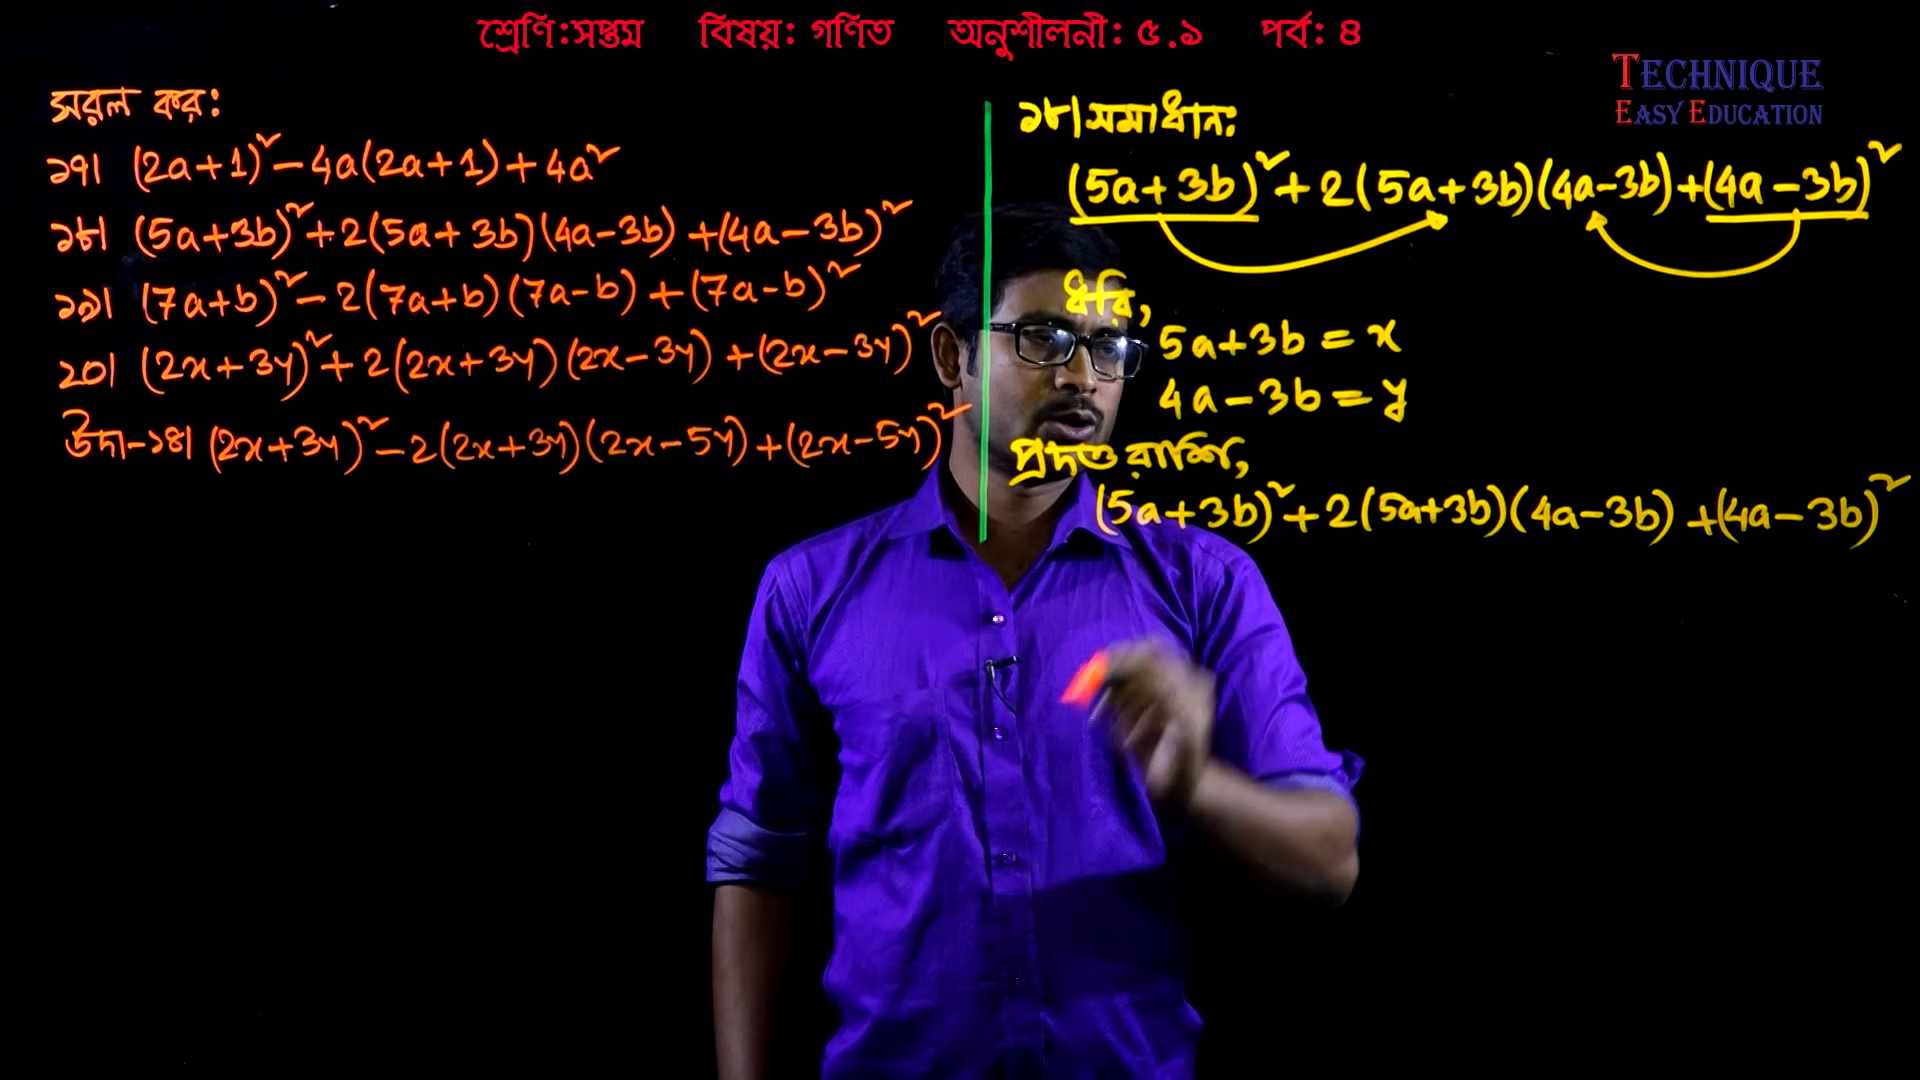 শ্রেণি:সপ্তম বিষয়: গণিত অনুশীলনী: ৫.১ পর্ব: ৪
TECHNIQUE
EASY EDUCATION
সরল কর:
১৭। (2a+1)² - 4a(2a+1) + 4a²
১৮। (5a+3b)² + 2(5a+3b)(4a-3b) + (4a-3b)²
১৯। (7a+b)² - 2(7a+b)(7a-b) + (7a-b)²
২০। (2x+3y)² + 2(2x+3y)(2x-3y) + (2x-3y)²
উদা-১৪। (2x+3y)² - 2(2x+3y)(2x-5y) + (2x-5y)²
১৮। সমাধান:
(5a+3b)² + 2(5a+3b)(4a-3b) + (4a-3b)²
ধরি,
5a+3b = x
4a-3b = y
প্রদত্ত রাশি,
(5a+3b)² + 2(5a+3b)(4a-3b) + (4a-3b)²